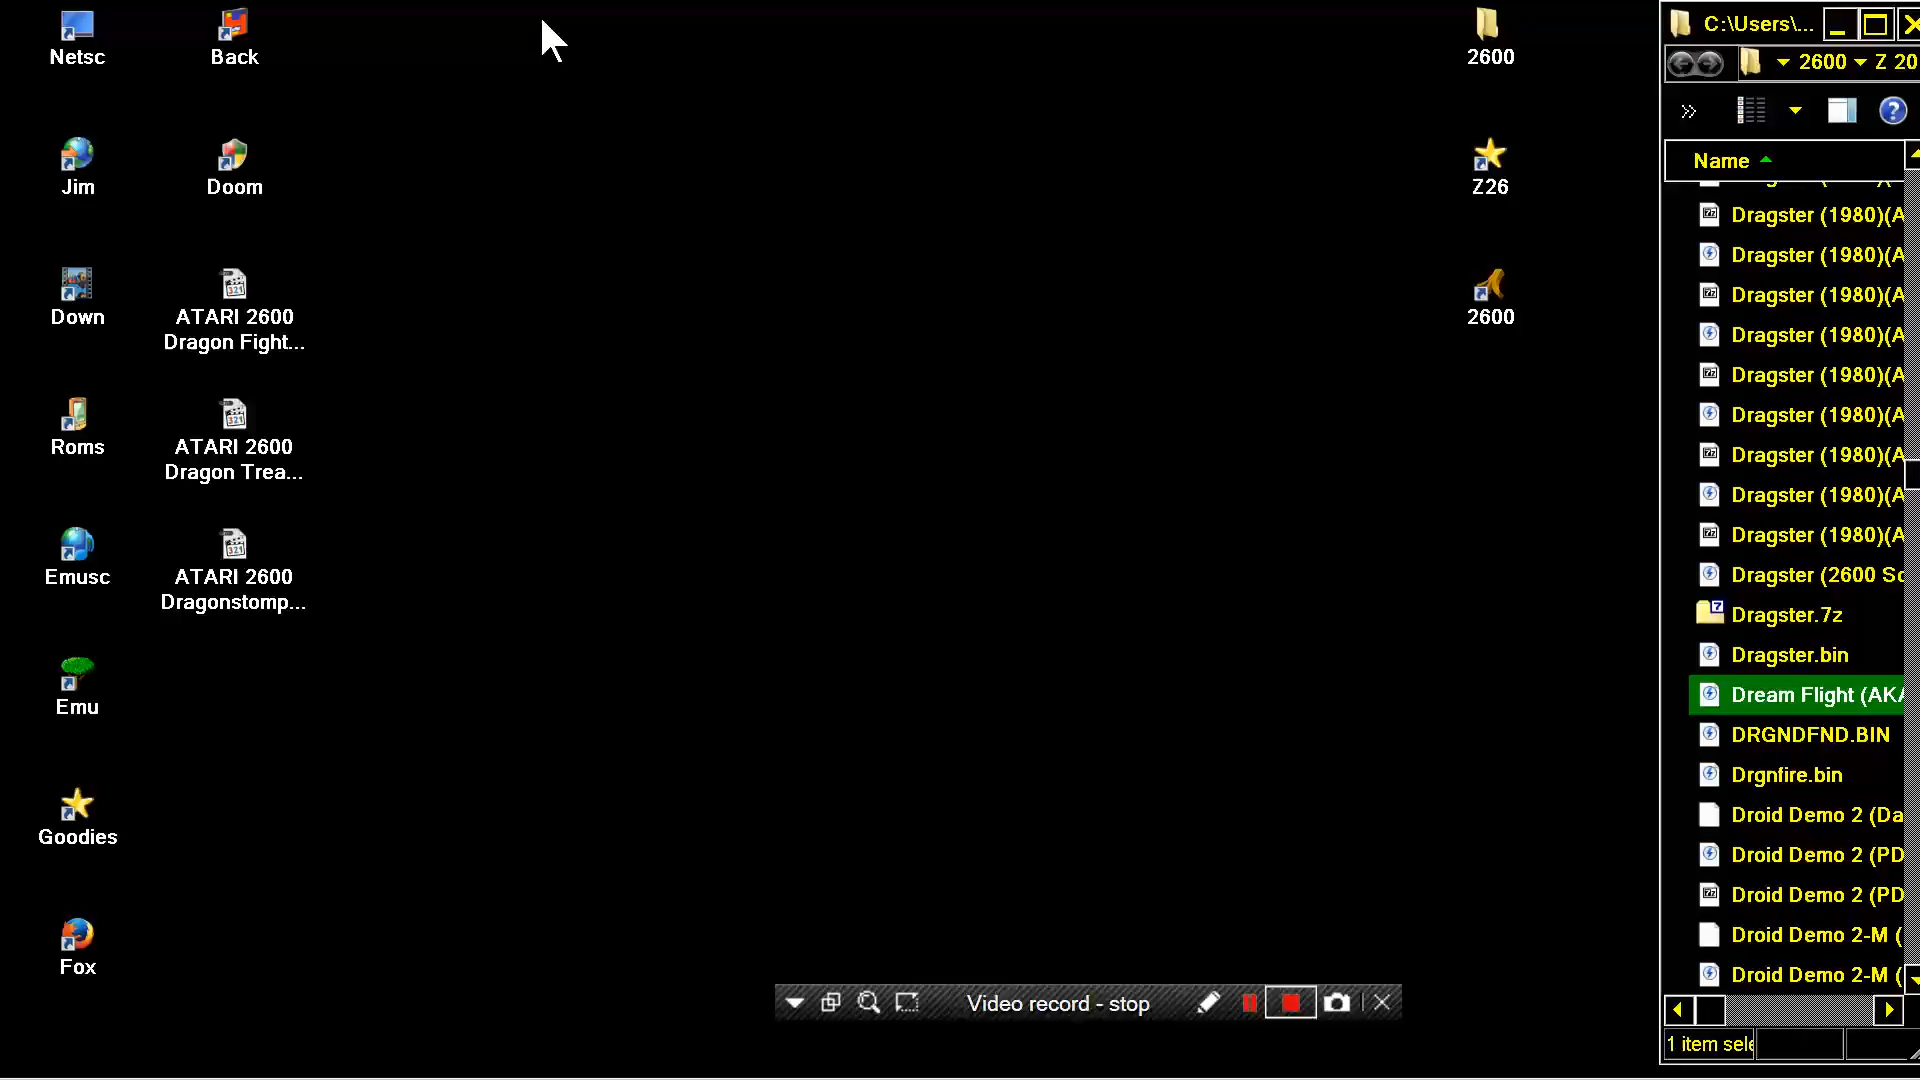 Netsc
Back
Jim
Doom
Down
ATARI 2600
Dragon Fight...
Roms
ATARI 2600
Dragon Trea...
Emusc
ATARI 2600
Dragonstomp...
Emu
Goodies
Fox
2600
Z26
2600
Video record - stop
C:\Users\...
2600 Z 20
Name
Dragster (1980)(A
Dragster (1980)(A
Dragster (1980)(A
Dragster (1980)(A
Dragster (1980)(A
Dragster (1980)(A
Dragster (1980)(A
Dragster (1980)(A
Dragster (1980)(A
Dragster (2600 Sc
Dragster.7z
Dragster.bin
Dream Flight (AKA
DRGNDFND.BIN
Drgnfire.bin
Droid Demo 2 (Da
Droid Demo 2 (PD
Droid Demo 2 (PD
Droid Demo 2-M (
Droid Demo 2-M (
1 item sele